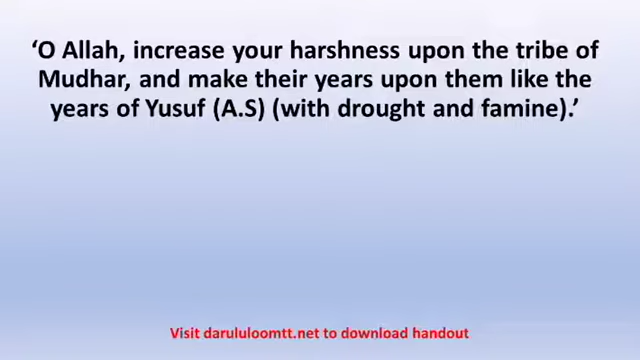 ‘O Allah, increase your harshness upon the tribe of
Mudhar, and make their years upon them like the
years of Yusuf (A.S) (with drought and famine).’
Visit darululoomtt.net to download handout